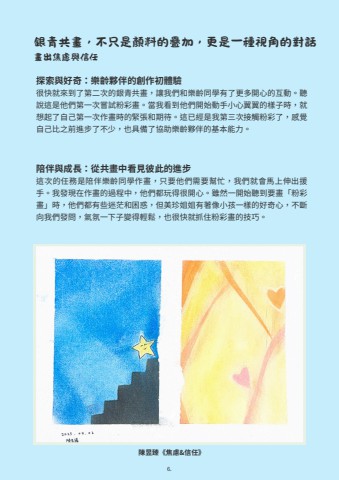 銀青共畫，不只是顏料的疊加，更是一種視角的對話
畫出焦慮與信任
探索與好奇：樂齡夥伴的創作初體驗
很快就來到了第二次的銀青共畫，讓我們和樂齡同學有了更多開心的互動。聽
說這是他們第一次嘗試粉彩畫。當我看到他們開始動手小心翼翼的樣子時，就
想起了自己第一次作畫時的緊張和期待。這已經是我第三次接觸粉彩了，感覺
自己比之前進步了不少，也具備了協助樂齡夥伴的基本能力。
陪伴與成長：從共畫中看見彼此的進步
這次的任務是陪伴樂齡同學作畫，只要他們需要幫忙，我們就會馬上伸出援
手。我發現在作畫的過程中，他們都玩得很開心。雖然一開始聽到要畫「粉彩
畫」時，他們都有些迷茫和困惑，但美珍姐姐有著像小孩一樣的好奇心，不斷
向我們發問，氣氛一下子變得輕鬆，也很快就抓住粉彩畫的技巧。
陳昱臻《焦慮&信任》
6.